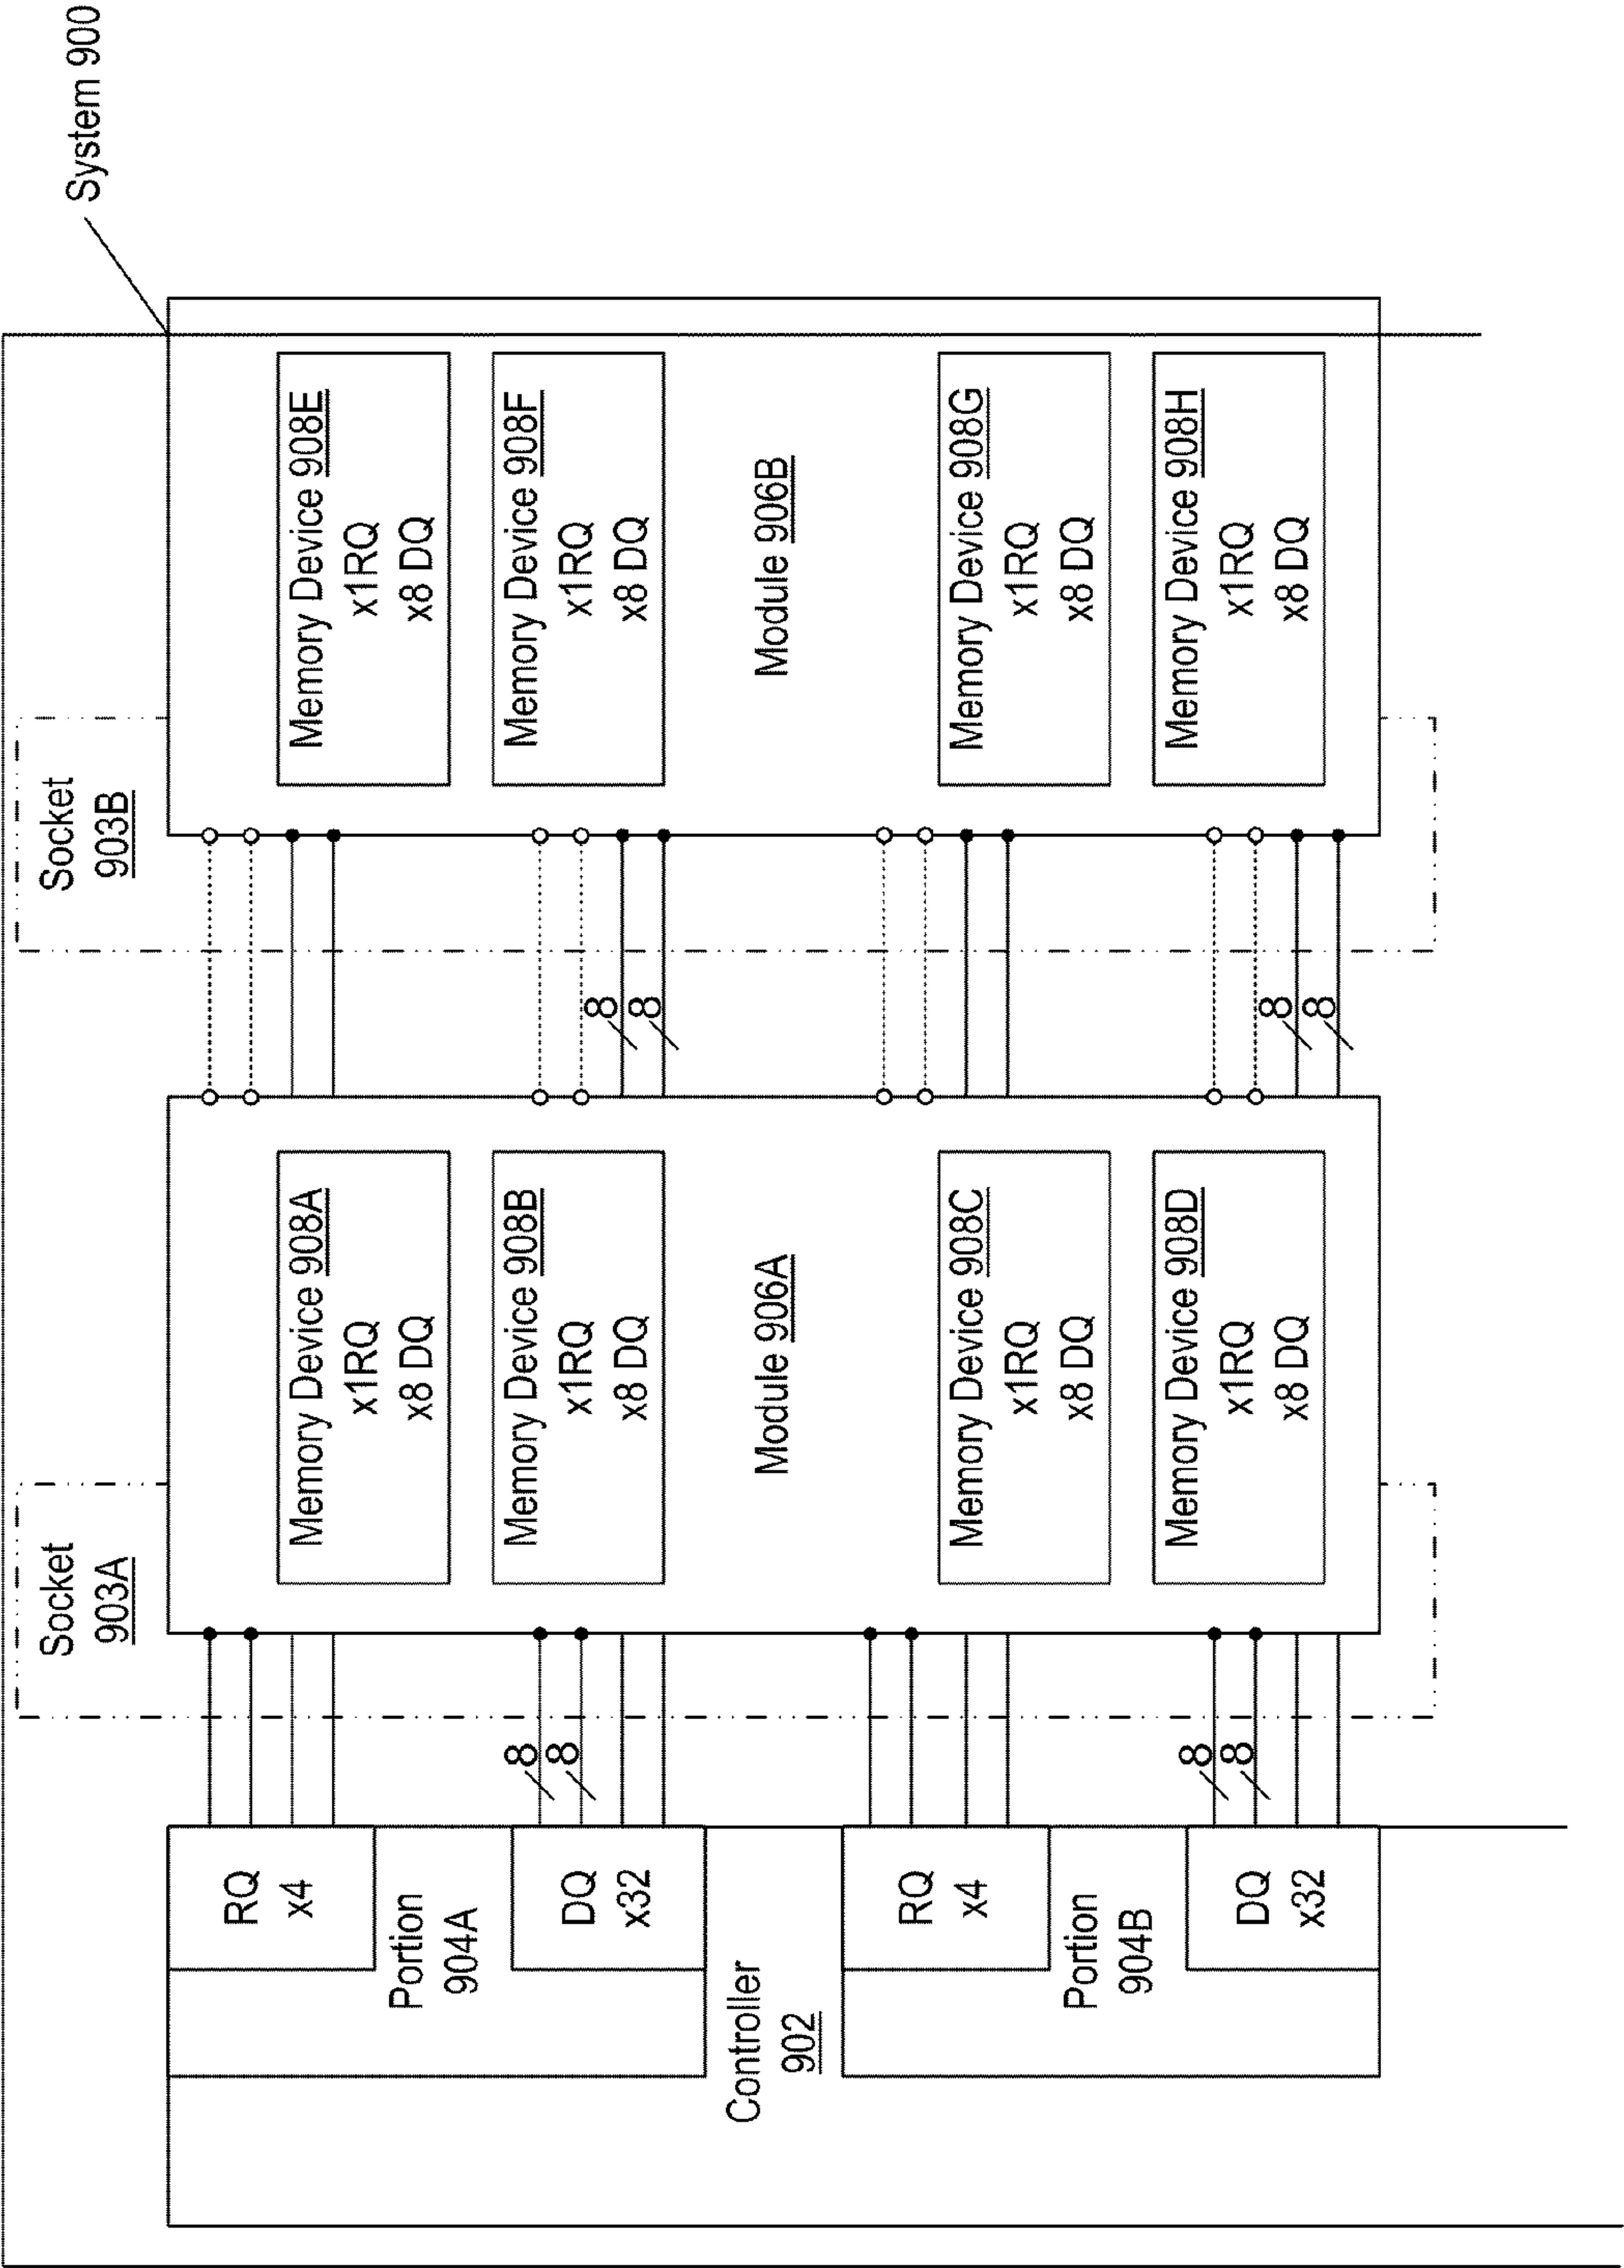 System 900
Socket
903A
Socket
903B
RQ
x4
Portion
904A
DQ
x32
Controller
902
RQ
x4
Portion
904B
DQ
x32
8
8
8
8
Memory Device 908A
x1RQ
x8 DQ
Memory Device 908B
x1RQ
x8 DQ
Module 906A
Memory Device 908C
x1RQ
x8 DQ
Memory Device 908D
x1RQ
x8 DQ
8
8
8
8
Memory Device 908E
x1RQ
x8 DQ
Memory Device 908F
x1RQ
x8 DQ
Module 906B
Memory Device 908G
x1RQ
x8 DQ
Memory Device 908H
x1RQ
x8 DQ